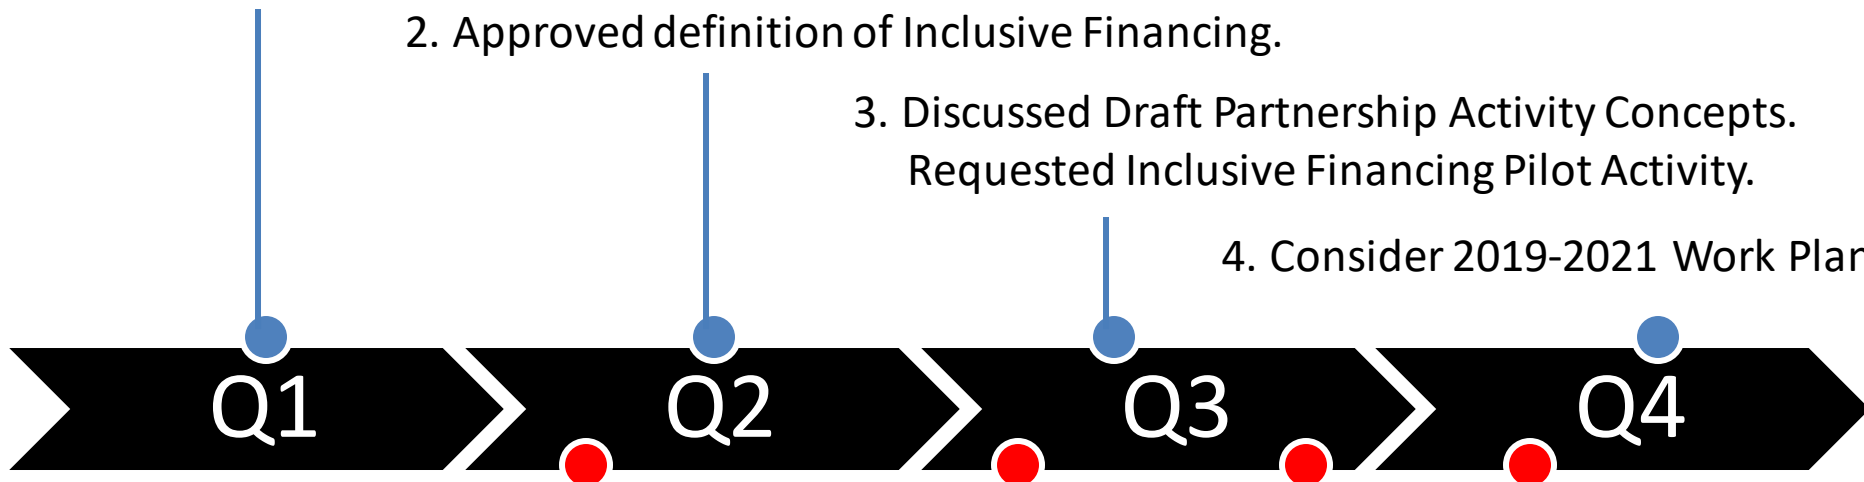 2. Approved definition of Inclusive Financing.
3. Discussed Draft Partnership Activity Concepts.
Requested Inclusive Financing Pilot Activity.
4. Consider 2019-2021 Work Plan
Q1
Q2
Q3
Q4